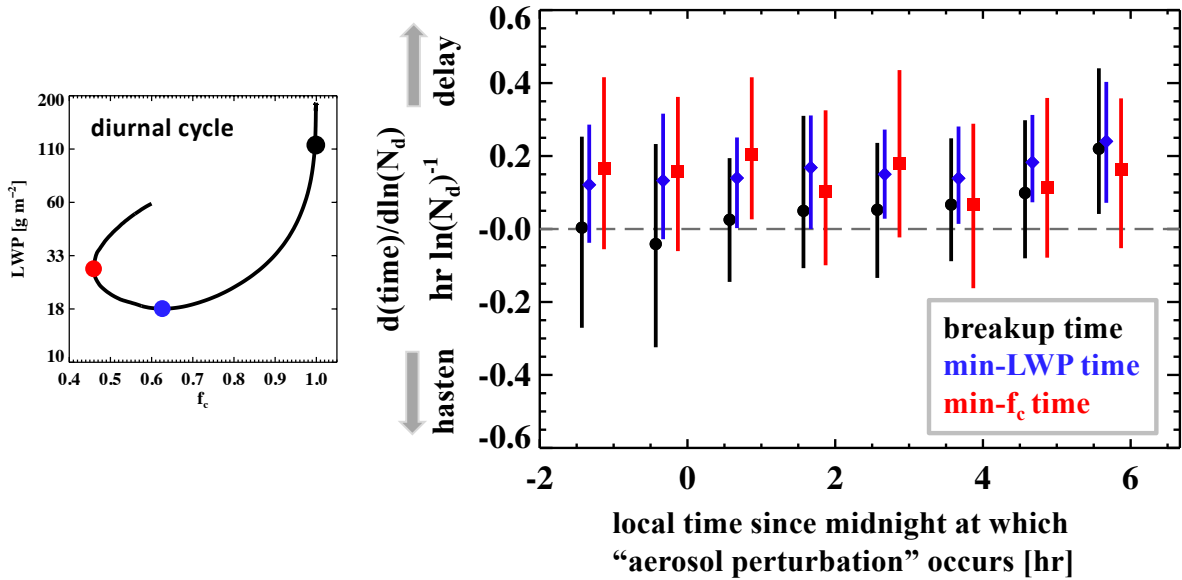 200
110
60
33
18
10
LWP [g m⁻²]
diurnal cycle
0.4 0.5 0.6 0.7 0.8 0.9 1.0
f_c
delay
hasten
d(time)/dln(N_d)
hr ln(N_d)⁻¹
0.6
0.4
0.2
-0.0
-0.2
-0.4
-0.6
breakup time
min-LWP time
min-f_c time
-2 0 2 4 6
local time since midnight at which
“aerosol perturbation” occurs [hr]